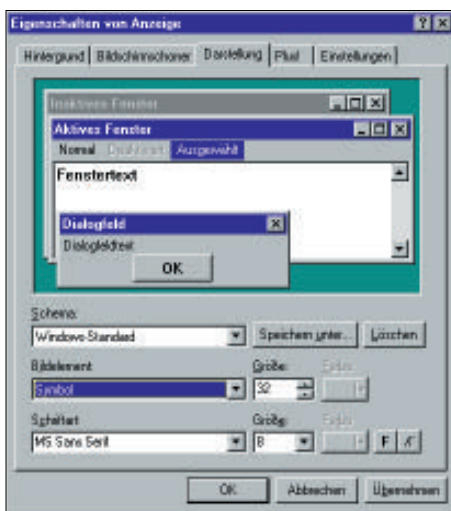 Eigenschaften von Anzeige
Hintergrund Bildschirmschoner Darstellung Plus! Einstellungen
Inaktives Fenster
Aktives Fenster
Normal Deaktiviert Ausgewählt
Fenstertext
Dialogfeld
Dialogfeldtext
OK
Schema:
Windows-Standard Speichern unter... Löschen
Bildelement: Größe: Farbe:
Symbol 32
Schriftart: Größe: Farbe:
MS Sans Serif 8 F K
OK Abbrechen Übernehmen